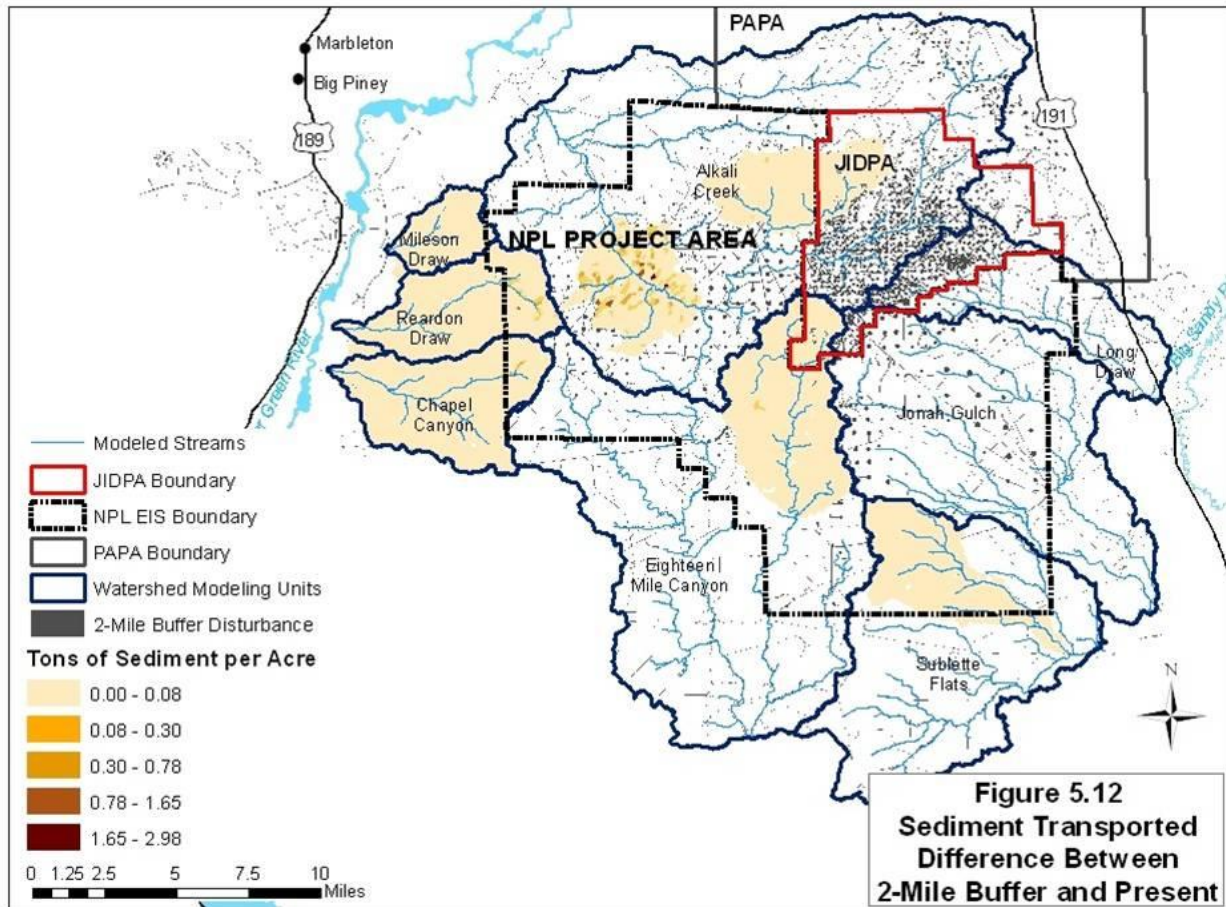 PAPA
Marbleton
Big Piney
189
191
Alkali
Creek
JIDPA
Mileson
Draw
NPL PROJECT AREA
Reardon
Draw
Green River
Big Sandy
Long
Draw
Chapel
Canyon
Jonah Gulch
Eighteen
Mile Canyon
Sublette
Flats
N
Modeled Streams
JIDPA Boundary
NPL EIS Boundary
PAPA Boundary
Watershed Modeling Units
2-Mile Buffer Disturbance
Tons of Sediment per Acre
0.00 - 0.08
0.08 - 0.30
0.30 - 0.78
0.78 - 1.65
1.65 - 2.98
0 1.25 2.5 5 7.5 10
Miles
Figure 5.12
Sediment Transported
Difference Between
2-Mile Buffer and Present